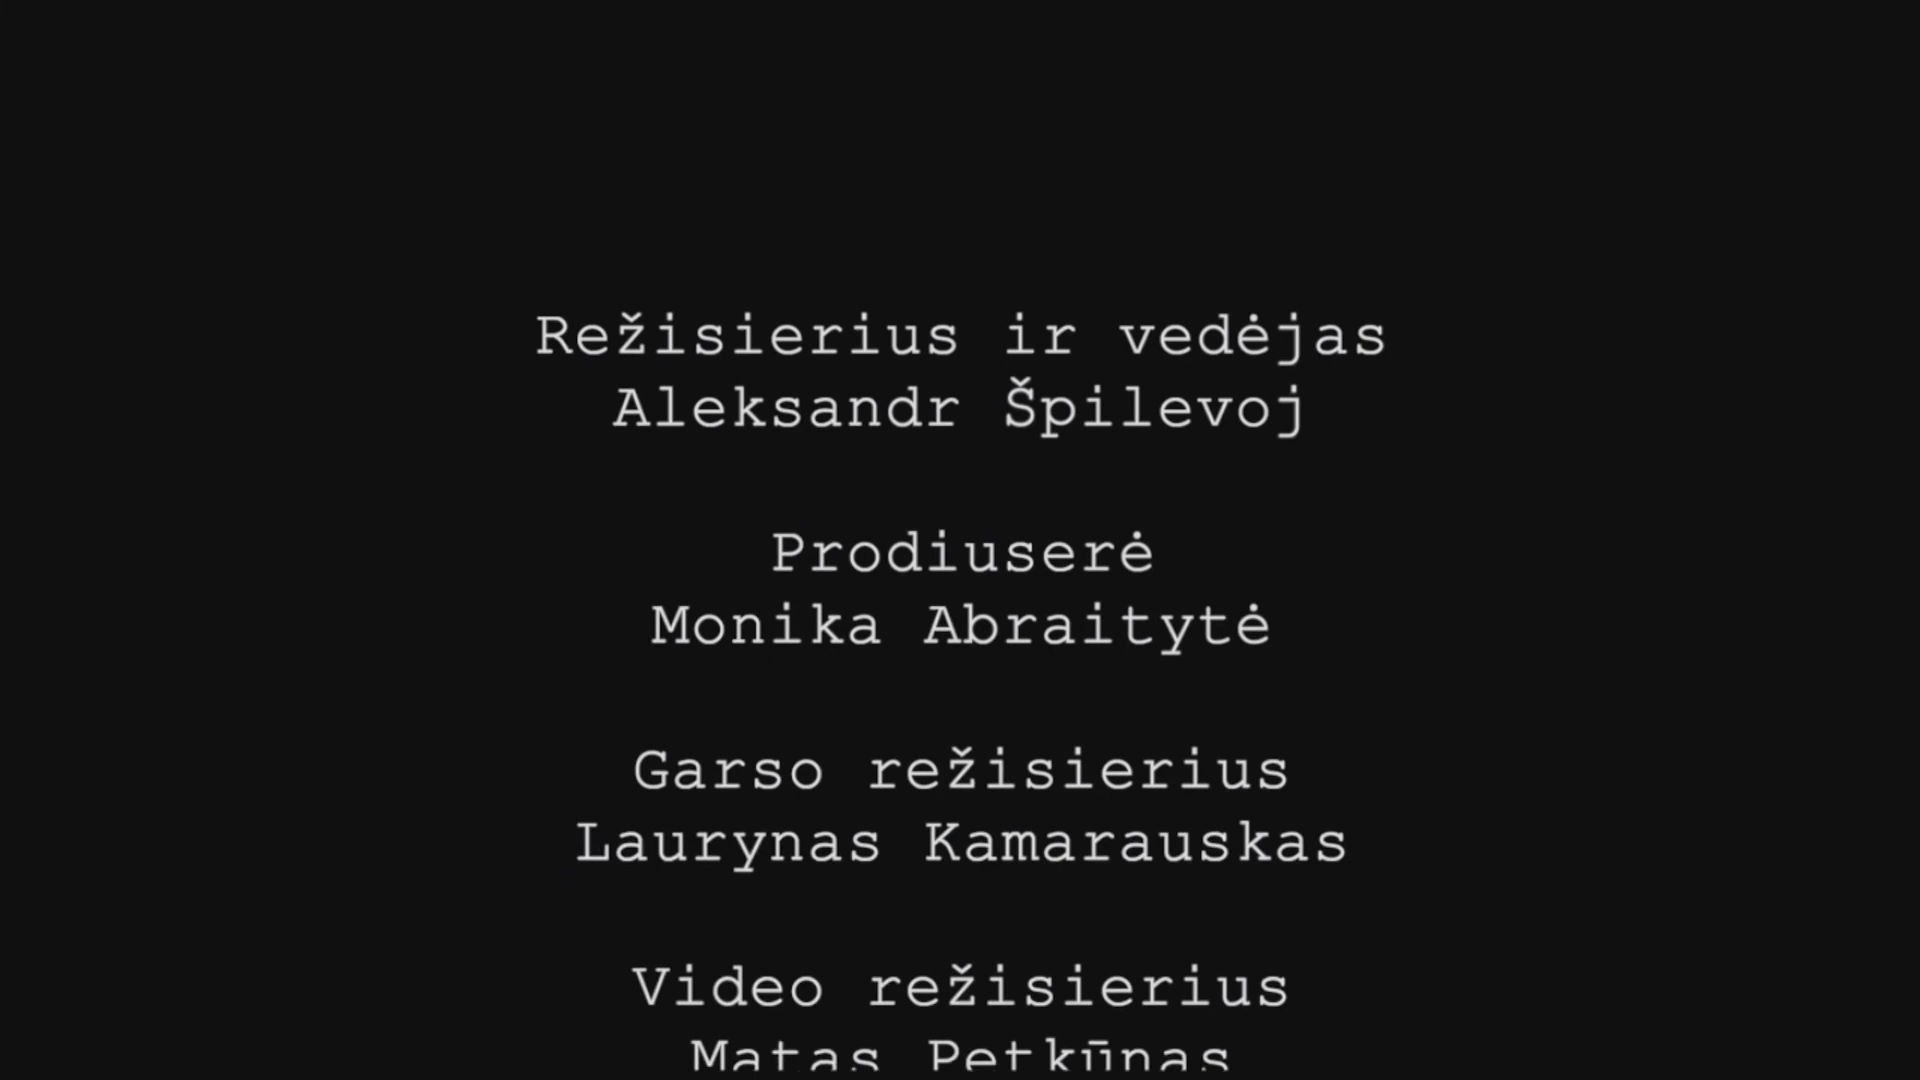 Režisierius ir vedėjas
Aleksandr Špilevoj
Prodiuserė
Monika Abraitytė
Garso režisierius
Laurynas Kamarauskas
Video režisierius
Matas Petkūnas